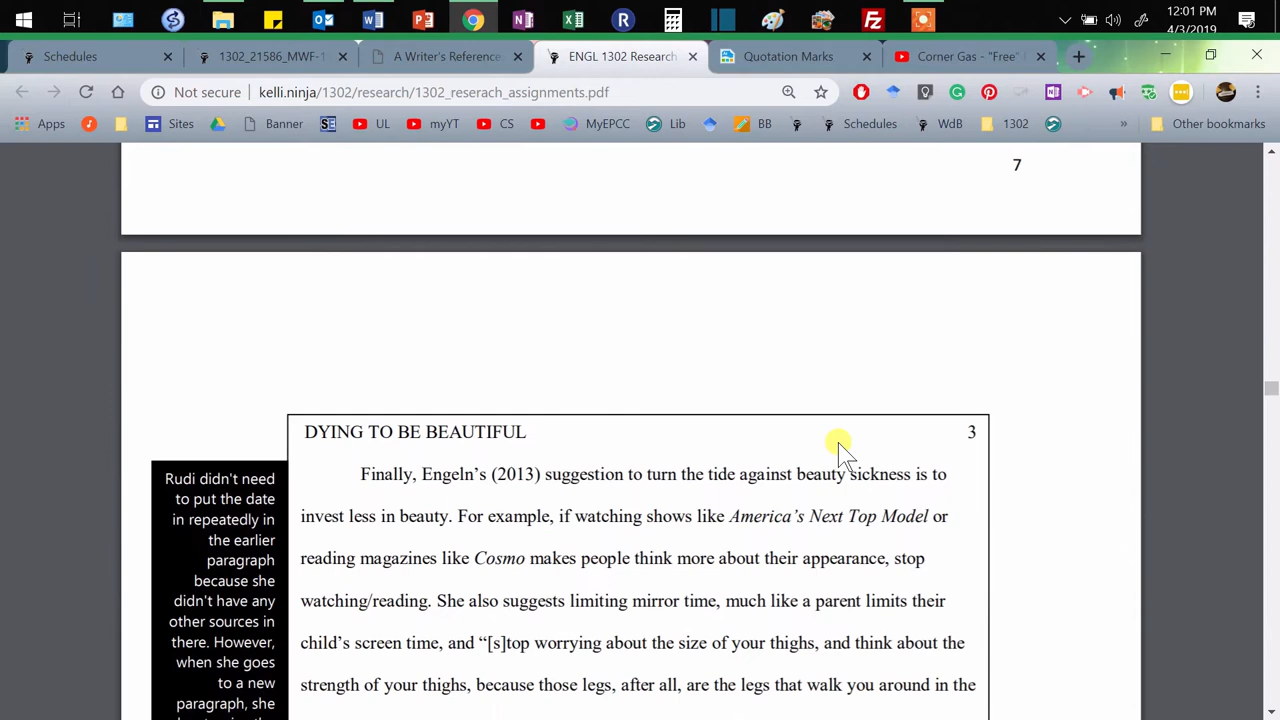 12:01 PM
4/3/2019
Schedules
1302_21586_MWF-1
A Writer's Reference
ENGL 1302 Research
Quotation Marks
Corner Gas - "Free"
Not secure
kelli.ninja/1302/research/1302_reserach_assignments.pdf
Apps
Sites
Banner
UL
myYT
CS
MyEPCC
Lib
BB
Schedules
WdB
1302
»
Other bookmarks
7
DYING TO BE BEAUTIFUL
3
Finally, Engeln’s (2013) suggestion to turn the tide against beauty sickness is to
invest less in beauty. For example, if watching shows like America’s Next Top Model or
reading magazines like Cosmo makes people think more about their appearance, stop
watching/reading. She also suggests limiting mirror time, much like a parent limits their
child’s screen time, and “[s]top worrying about the size of your thighs, and think about the
strength of your thighs, because those legs, after all, are the legs that walk you around in the
Rudi didn't need
to put the date
in repeatedly in
the earlier
paragraph
because she
didn't have any
other sources in
there. However,
when she goes
to a new
paragraph, she